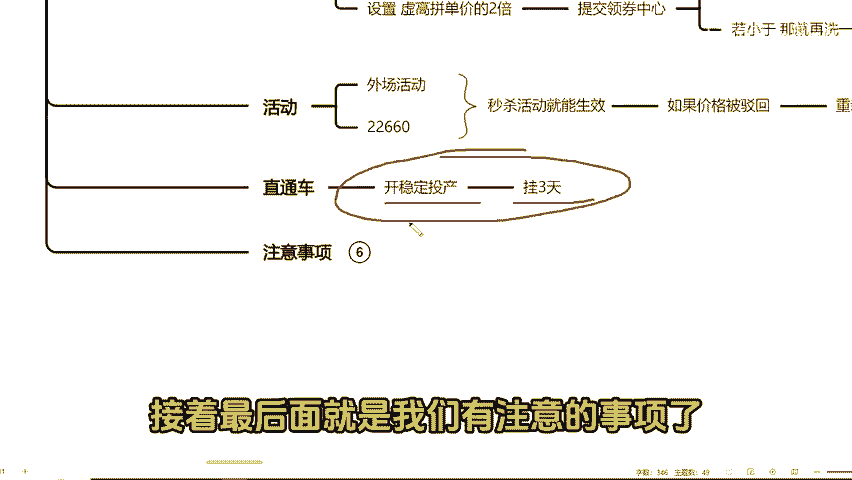 设置 虚高拼单价的2倍
提交领券中心
若小于 那就再洗
活动
外场活动
22660
秒杀活动就能生效
如果价格被驳回
重
直通车
开稳定投产
挂3天
注意事项 6
接着最后面就是我们有注意的事项了
字数：346 主题数：49